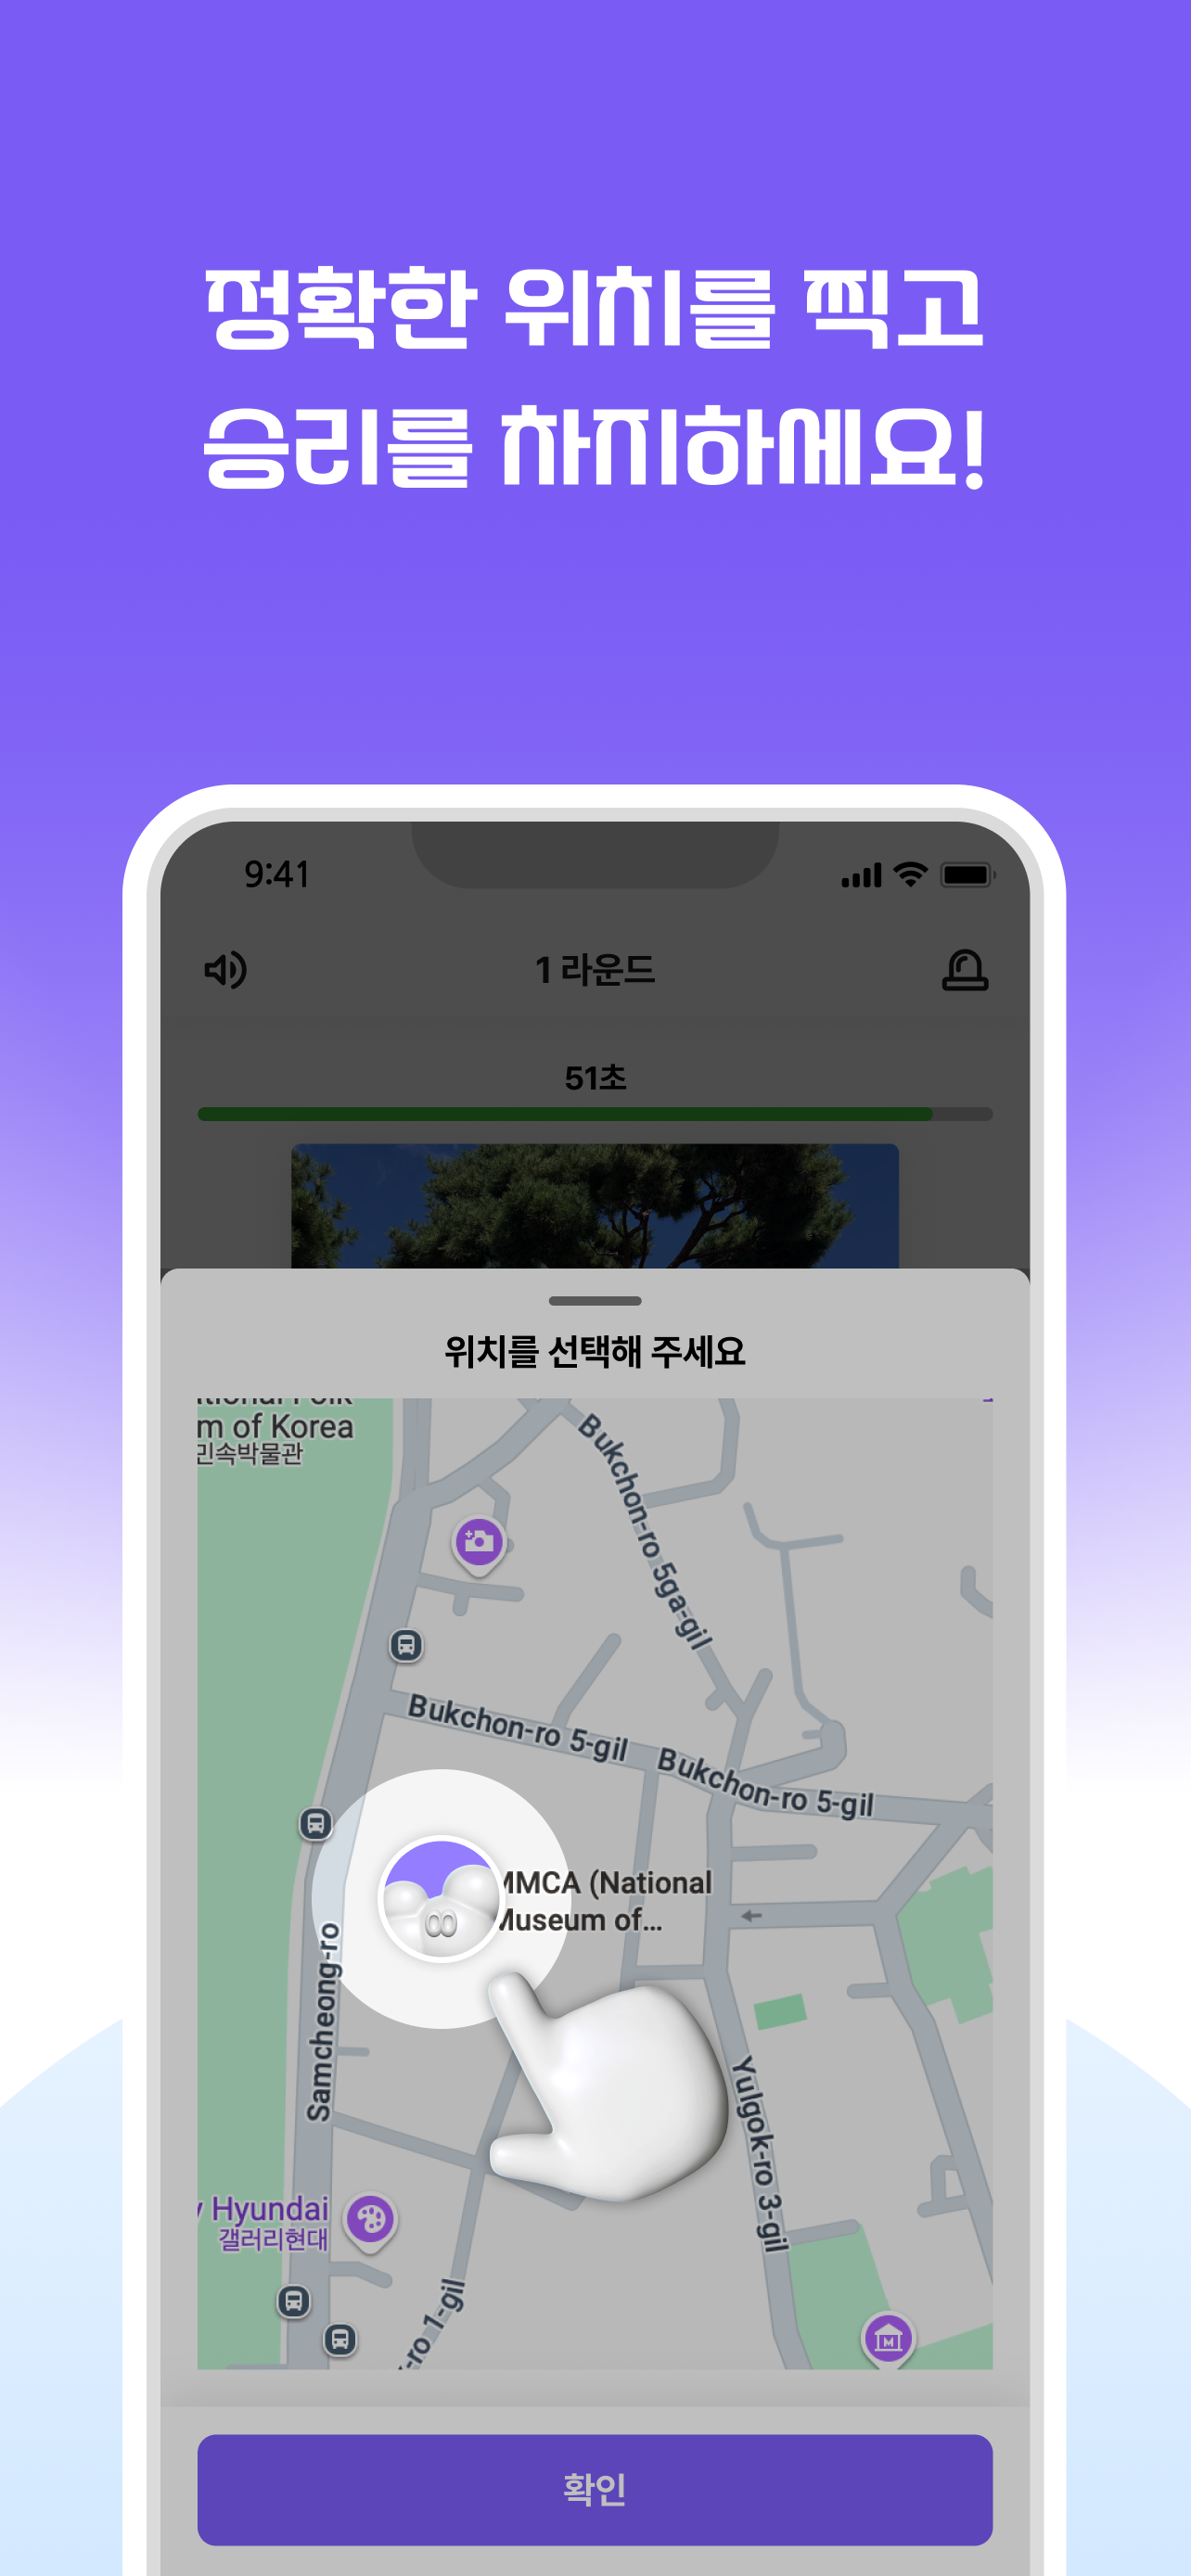 정확한 위치를 찍고
승리를 차지하세요!
9:41
1 라운드
51초
위치를 선택해 주세요
m of Korea
민속박물관
Bukchon-ro 5ga-gil
Bukchon-ro 5-gil
Bukchon-ro 5-gil
MMCA (National
Museum of...
Samcheong-ro
Yulgok-ro 3-gil
Hyundai
갤러리현대
-ro 1-gil
확인